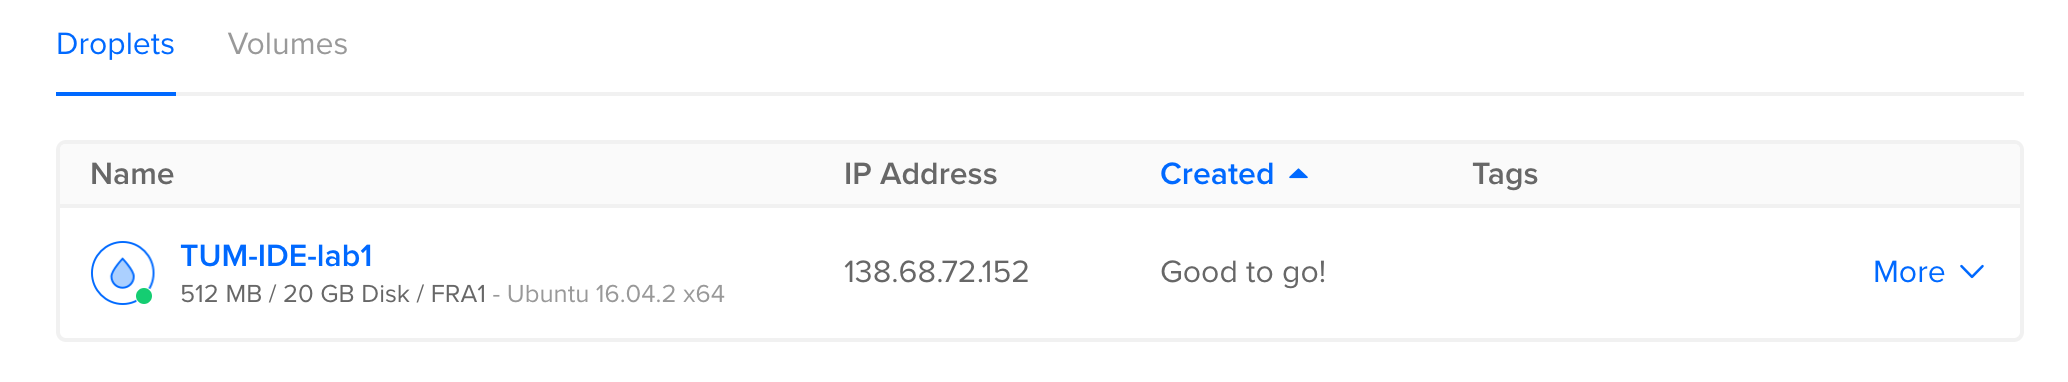 Droplets Volumes
Name IP Address Created Tags
TUM-IDE-lab1
512 MB / 20 GB Disk / FRA1 - Ubuntu 16.04.2 x64
138.68.72.152
Good to go!
More